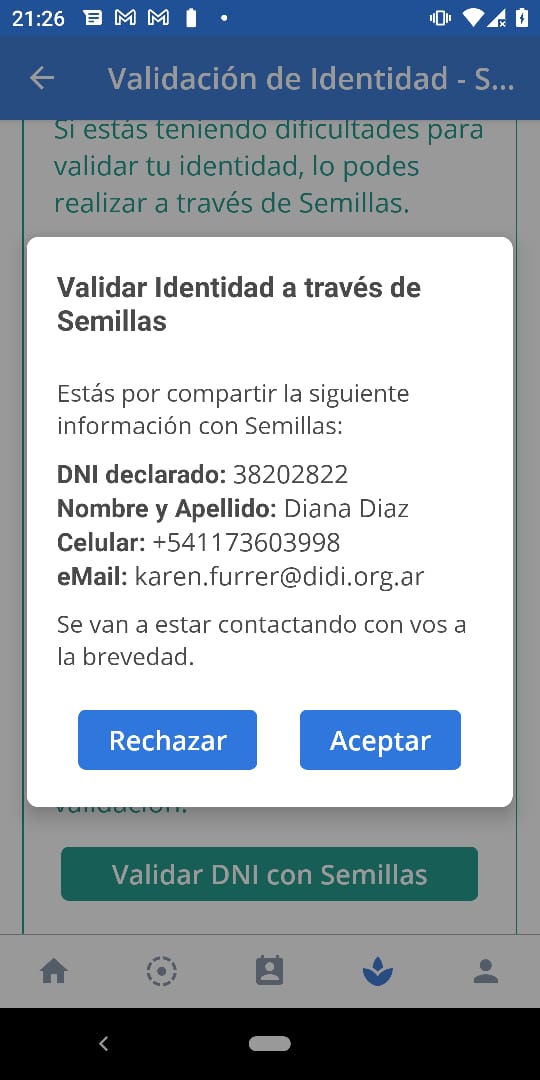 21:26
Validación de Identidad - S...
Si estás teniendo dificultades para
validar tu identidad, lo podes
realizar a través de Semillas.
Validar Identidad a través de
Semillas
Estás por compartir la siguiente
información con Semillas:
DNI declarado: 38202822
Nombre y Apellido: Diana Diaz
Celular: +541173603998
eMail: karen.furrer@didi.org.ar
Se van a estar contactando con vos a
la brevedad.
Rechazar Aceptar
validación.
Validar DNI con Semillas